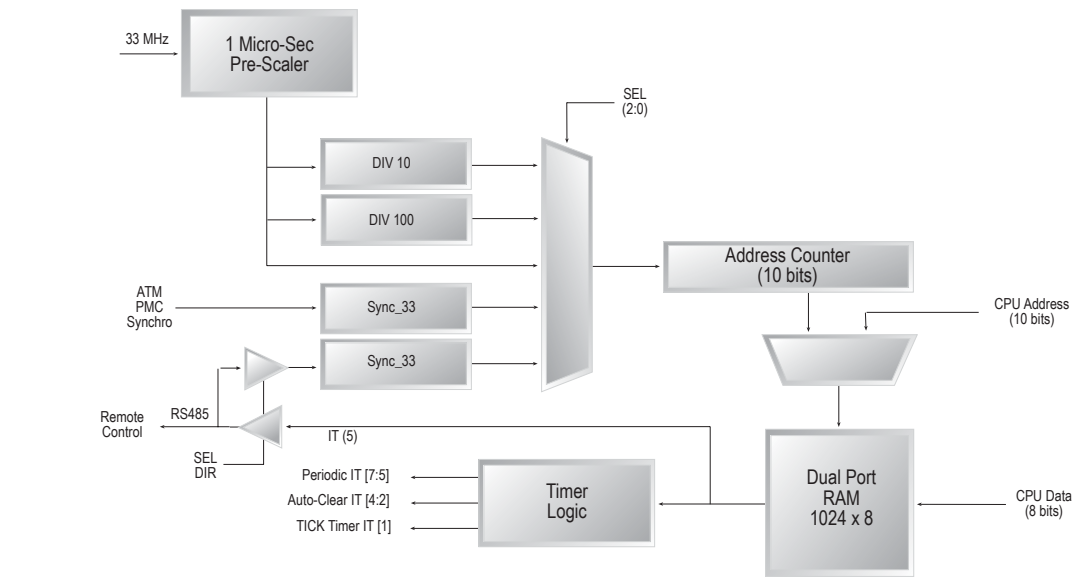 33 MHz
1 Micro-Sec
Pre-Scaler
SEL
(2:0)
DIV 10
DIV 100
Address Counter
(10 bits)
ATM
PMC
Synchro
Sync_33
CPU Address
(10 bits)
Sync_33
Remote
Control
RS485
IT (5)
SEL
DIR
Periodic IT [7:5]
Auto-Clear IT [4:2]
TICK Timer IT [1]
Timer
Logic
Dual Port
RAM
1024 x 8
CPU Data
(8 bits)